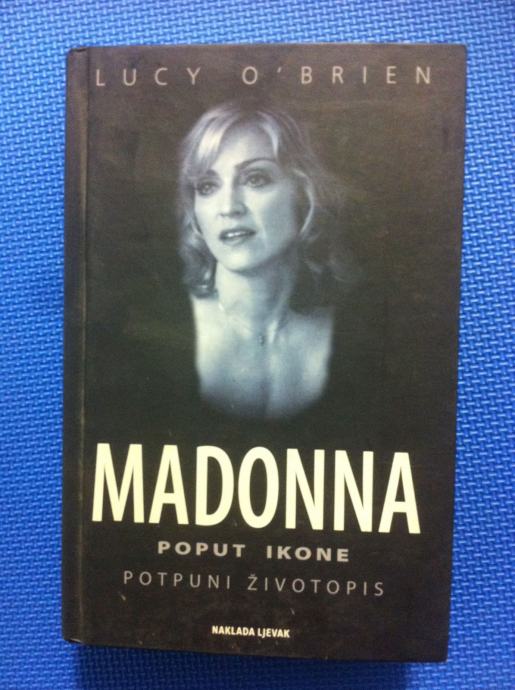 LUCY O'BRIEN
MADONNA
POPUT IKONE
POTPUNI ŽIVOTOPIS
NAKLADA LJEVAK